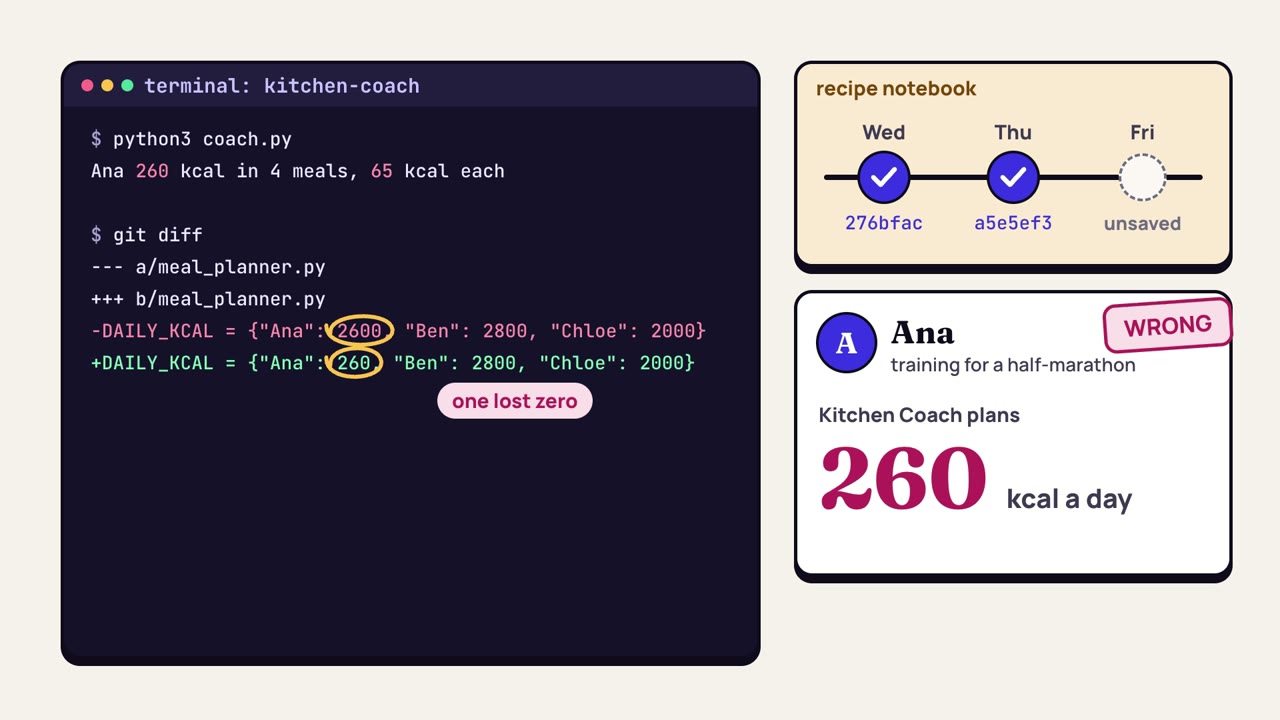 terminal: kitchen-coach
$ python3 coach.py
Ana 260 kcal in 4 meals, 65 kcal each
$ git diff
--- a/meal_planner.py
+++ b/meal_planner.py
-DAILY_KCAL = {"Ana": 2600, "Ben": 2800, "Chloe": 2000}
+DAILY_KCAL = {"Ana": 260, "Ben": 2800, "Chloe": 2000}
one lost zero
recipe notebook
Wed Thu Fri
276bfac a5e5ef3 unsaved
WRONG
A
Ana
training for a half-marathon
Kitchen Coach plans
260 kcal a day